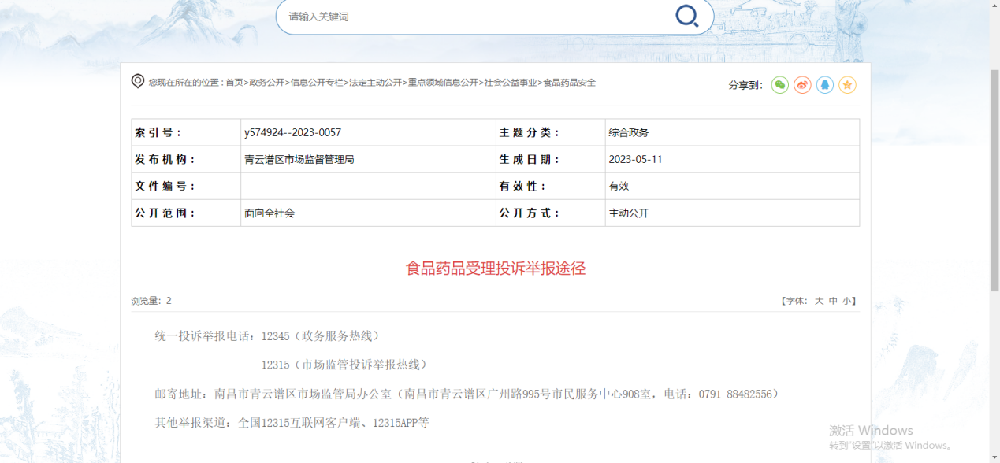 请输入关键词
您现在所在的位置 : 首页>政务公开>信息公开专栏>法定主动公开>重点领域信息公开>社会公益事业>食品药品安全
分享到：
索引号： y574924--2023-0057 主题分类： 综合政务
发布机构： 青云谱区市场监督管理局 生成日期： 2023-05-11
文件编号： 有效性： 有效
公开范围： 面向全社会 公开方式： 主动公开
食品药品受理投诉举报途径
浏览量：2 【字体： 大 中 小】
统一投诉举报电话：12345（政务服务热线）
12315（市场监管投诉举报热线）
邮寄地址：南昌市青云谱区市场监管局办公室（南昌市青云谱区广州路995号市民服务中心908室，电话：0791-88482556）
其他举报渠道：全国12315互联网客户端、12315APP等
激活 Windows
转到"设置"以激活 Windows。